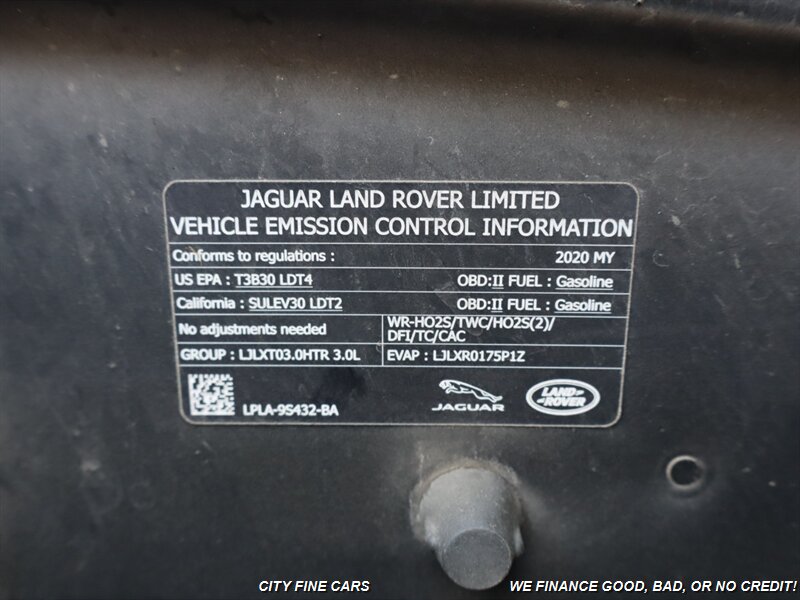 JAGUAR LAND ROVER LIMITED
VEHICLE EMISSION CONTROL INFORMATION
Conforms to regulations : 2020 MY
US EPA : T3B30 LDT4 OBD:II FUEL : Gasoline
California : SULEV30 LDT2 OBD:II FUEL : Gasoline
No adjustments needed
WR-HO2S/TWC/HO2S(2)/
DFI/TC/CAC
GROUP : LJLXT03.0HTR 3.0L EVAP : LJLXR0175P1Z
LPLA-9S432-BA
JAGUAR
LAND
ROVER
CITY FINE CARS
WE FINANCE GOOD, BAD, OR NO CREDIT!